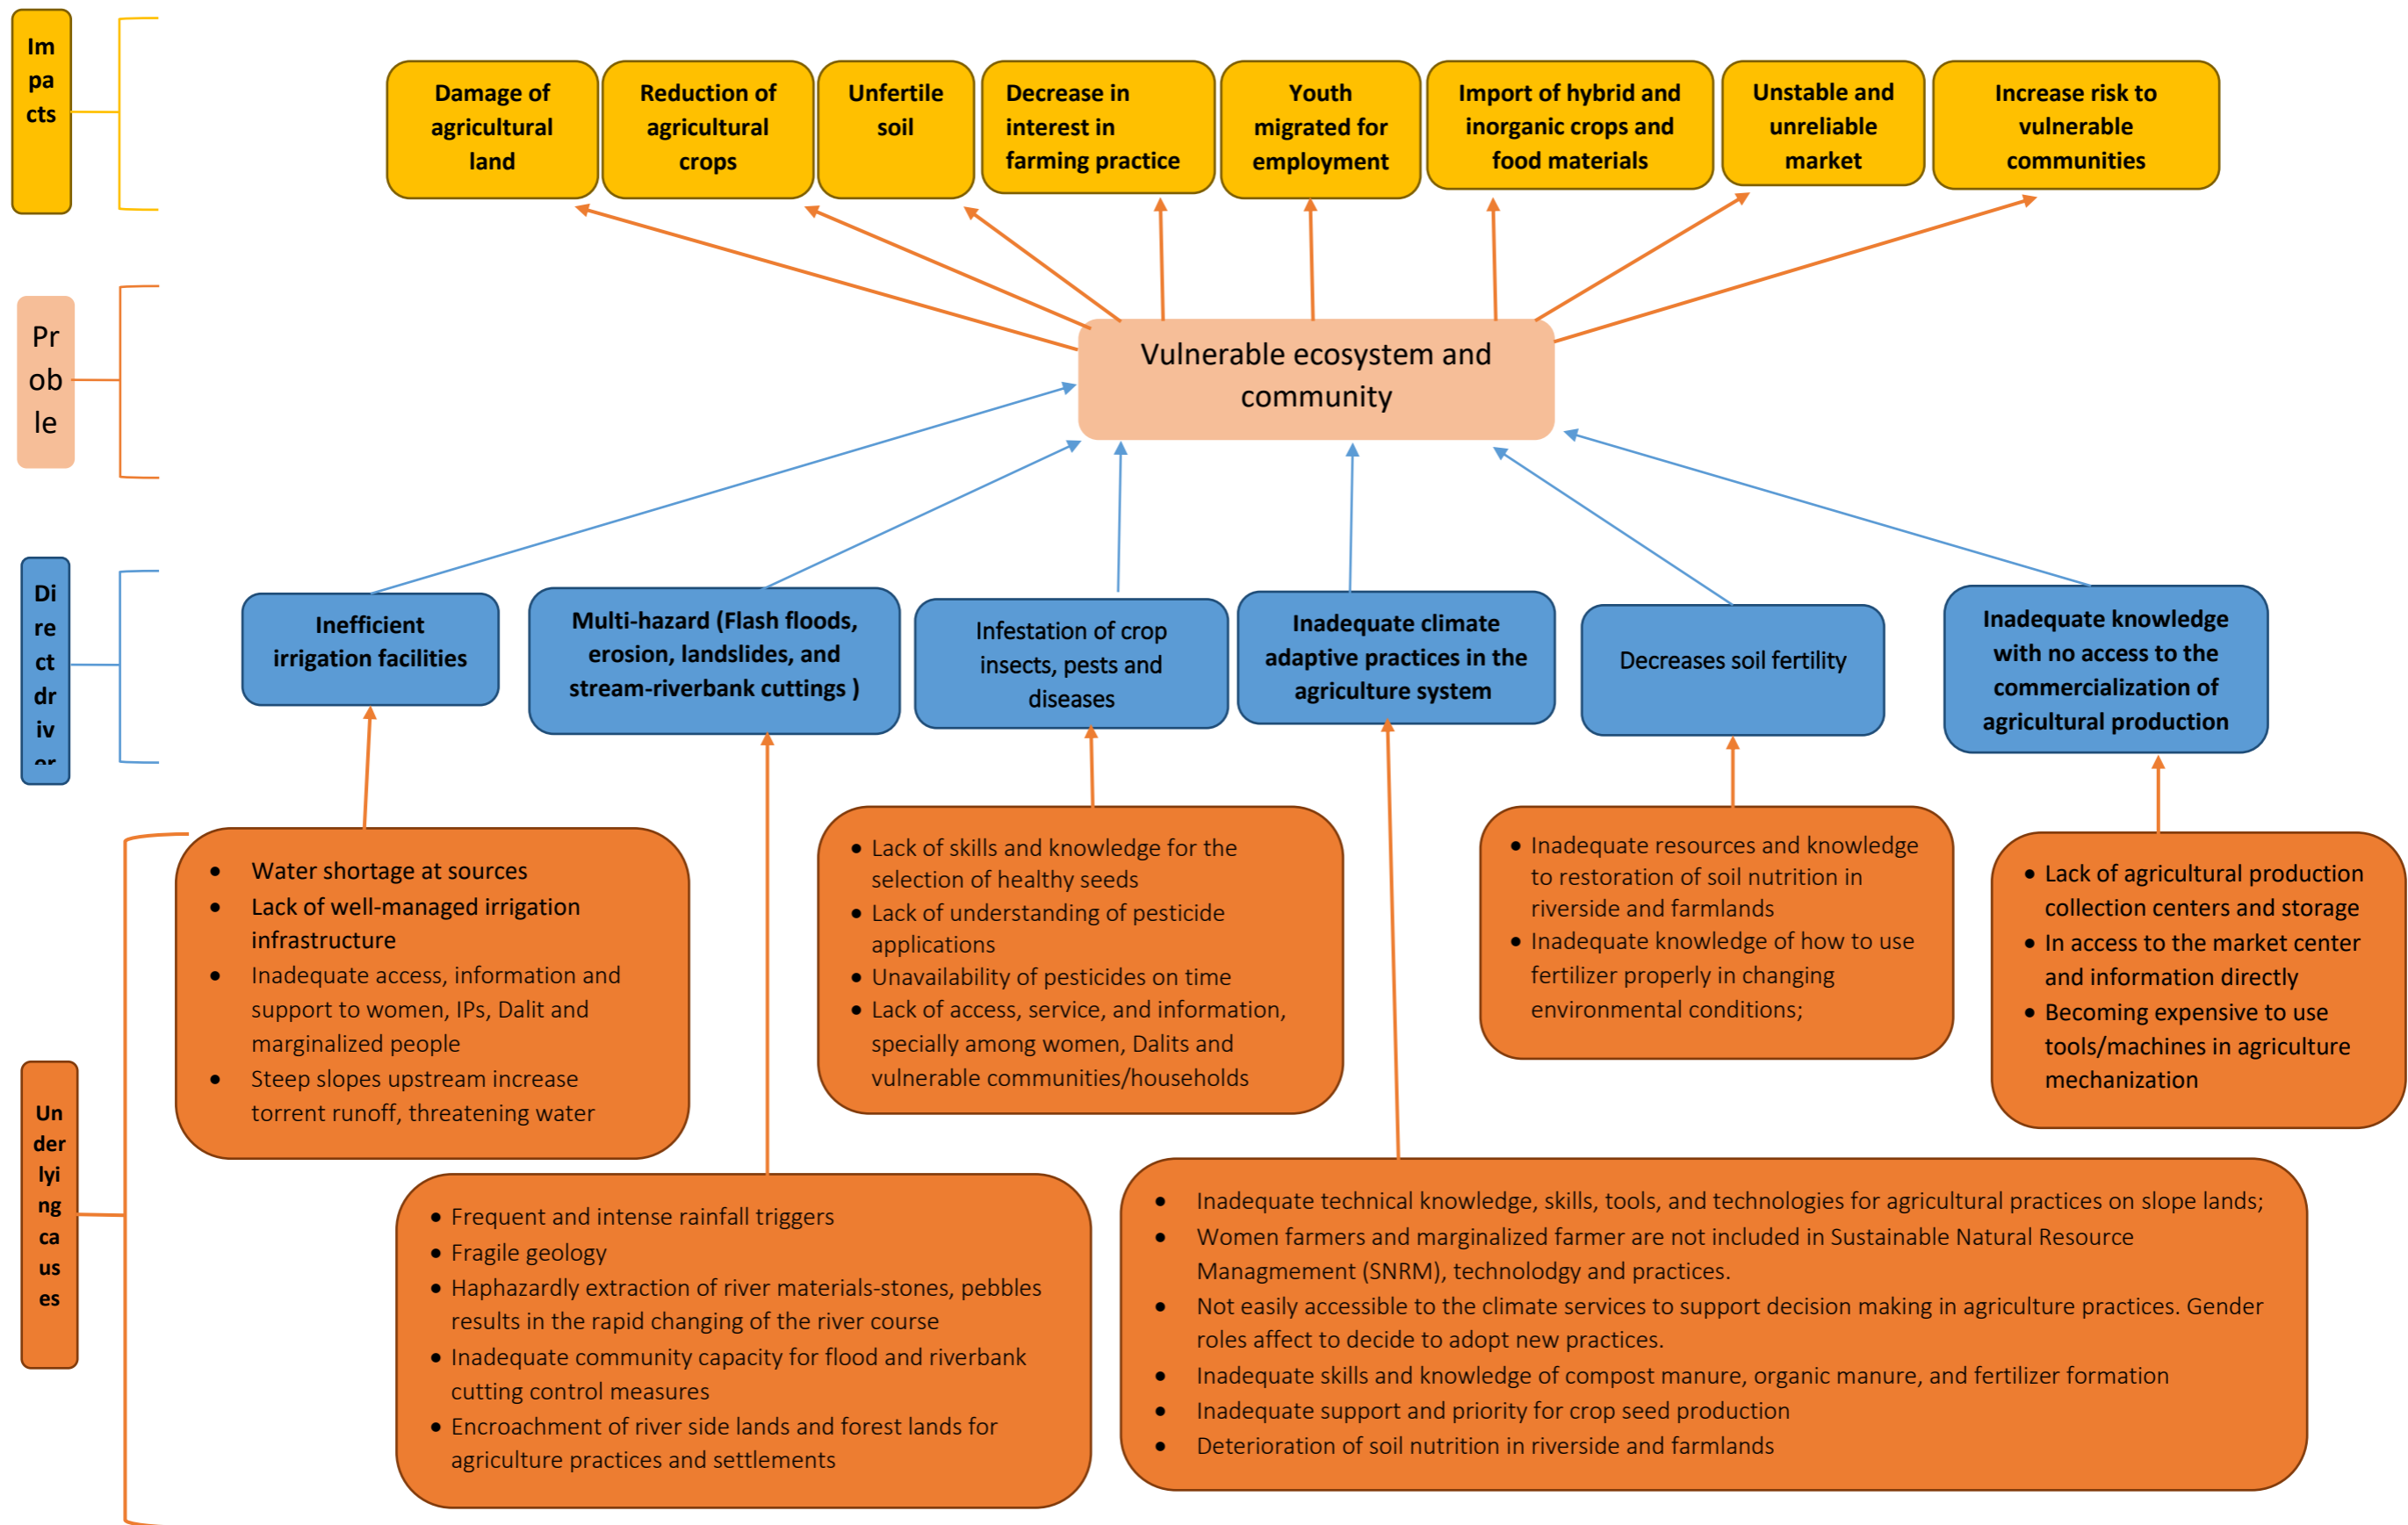 Im
pa
cts
Damage of
agricultural
land
Reduction of
agricultural
crops
Unfertile
soil
Decrease in
interest in
farming practice
Youth
migrated for
employment
Import of hybrid and
inorganic crops and
food materials
Unstable and
unreliable
market
Increase risk to
vulnerable
communities
Pr
ob
le
Vulnerable ecosystem and
community
Di
re
ct
dr
iv
er
Inefficient
irrigation facilities
Multi-hazard (Flash floods,
erosion, landslides, and
stream-riverbank cuttings )
Infestation of crop
insects, pests and
diseases
Inadequate climate
adaptive practices in the
agriculture system
Decreases soil fertility
Inadequate knowledge
with no access to the
commercialization of
agricultural production
Un
der
lyi
ng
ca
us
es
• Water shortage at sources
• Lack of well-managed irrigation
infrastructure
• Inadequate access, information and
support to women, IPs, Dalit and
marginalized people
• Steep slopes upstream increase
torrent runoff, threatening water
• Lack of skills and knowledge for the
selection of healthy seeds
• Lack of understanding of pesticide
applications
• Unavailability of pesticides on time
• Lack of access, service, and information,
specially among women, Dalits and
vulnerable communities/households
• Inadequate resources and knowledge
to restoration of soil nutrition in
riverside and farmlands
• Inadequate knowledge of how to use
fertilizer properly in changing
environmental conditions;
• Lack of agricultural production
collection centers and storage
• In access to the market center
and information directly
• Becoming expensive to use
tools/machines in agriculture
mechanization
• Frequent and intense rainfall triggers
• Fragile geology
• Haphazardly extraction of river materials-stones, pebbles
results in the rapid changing of the river course
• Inadequate community capacity for flood and riverbank
cutting control measures
• Encroachment of river side lands and forest lands for
agriculture practices and settlements
• Inadequate technical knowledge, skills, tools, and technologies for agricultural practices on slope lands;
• Women farmers and marginalized farmer are not included in Sustainable Natural Resource
Managmement (SNRM), technolodgy and practices.
• Not easily accessible to the climate services to support decision making in agriculture practices. Gender
roles affect to decide to adopt new practices.
• Inadequate skills and knowledge of compost manure, organic manure, and fertilizer formation
• Inadequate support and priority for crop seed production
• Deterioration of soil nutrition in riverside and farmlands